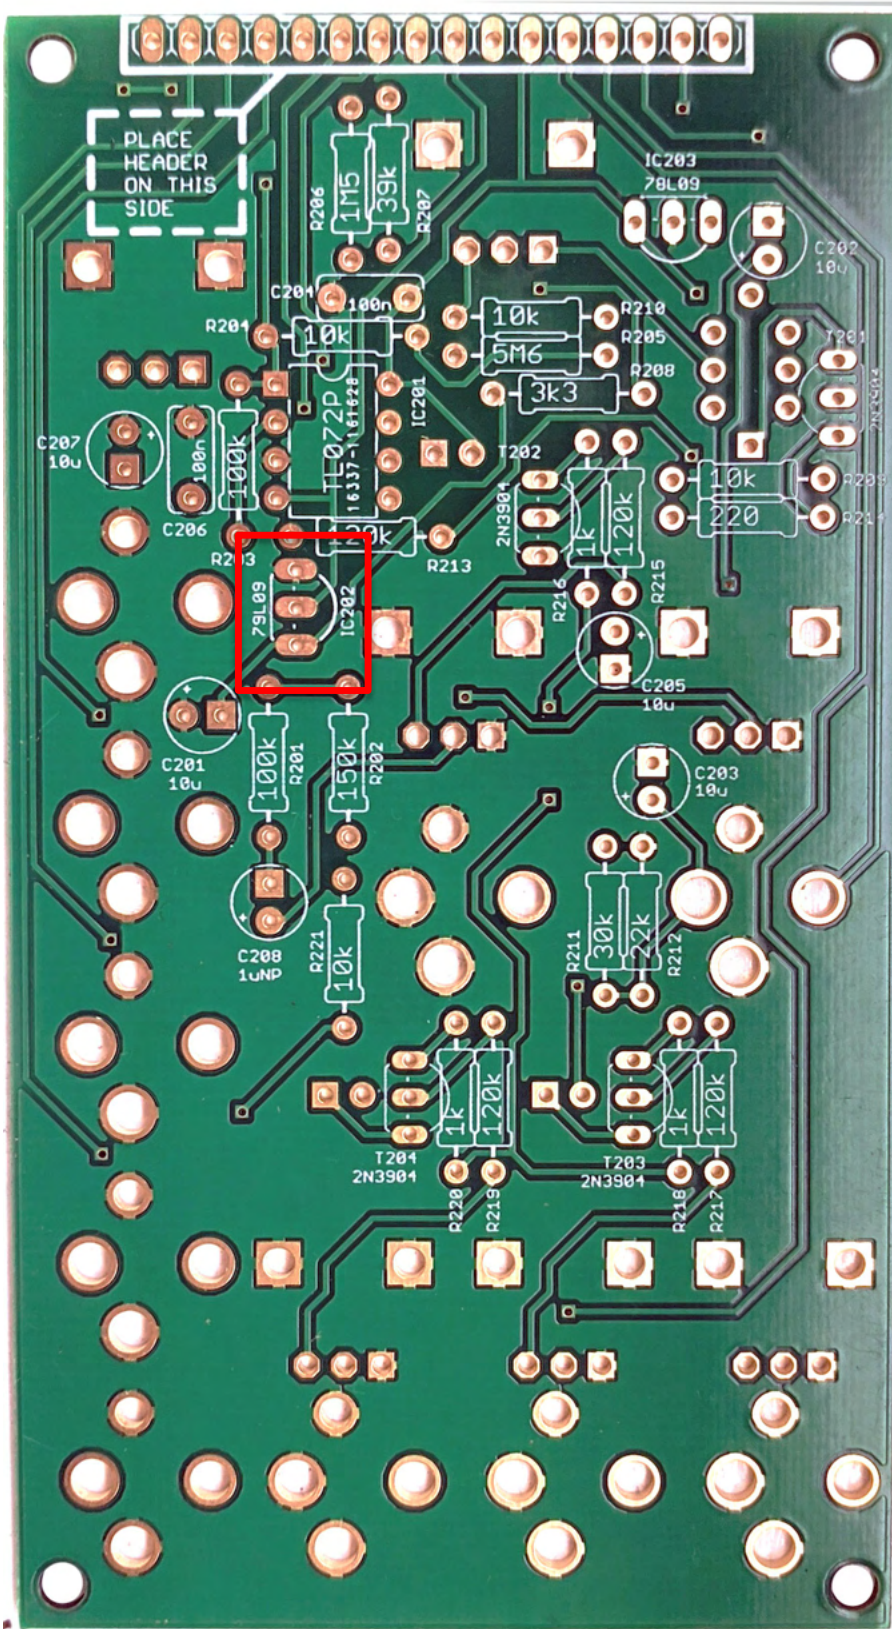 PLACE
HEADER
ON THIS
SIDE
R206
1M5
39k
R207
IC203
78L09
C202
10u
C204
100n
R204
10k
10k
R210
5M6
R205
3k3
R208
T201
2N3904
C207
10u
100n
C206
100k
R203
TL072P
16337-1161628
IC201
R213
T202
2N3904
1k
120k
R216
R215
10k
R209
220
79L09
IC202
C205
10u
C201
10u
100k
R201
150k
R202
C203
10u
C208
1uNP
R221
10k
R211
30k
R212
T204
2N3904
1k
120k
R220
R219
T203
2N3904
1k
120k
R218
R217